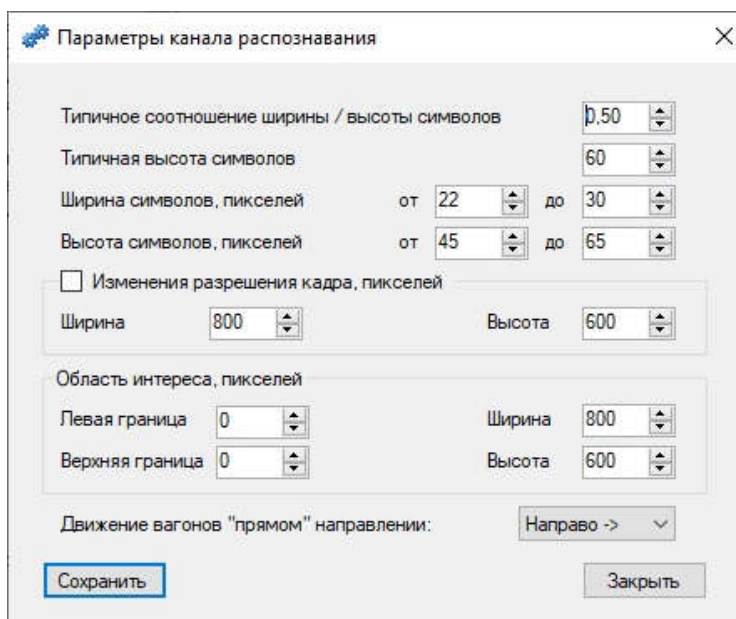 Параметры канала распознавания
Типичное соотношение ширины / высоты символов 0,50
Типичная высота символов 60
Ширина символов, пикселей от 22 до 30
Высота символов, пикселей от 45 до 65
Изменения разрешения кадра, пикселей
Ширина 800 Высота 600
Область интереса, пикселей
Левая граница 0 Ширина 800
Верхняя граница 0 Высота 600
Движение вагонов "прямом" направлении: Направо ->
Сохранить Закрыть